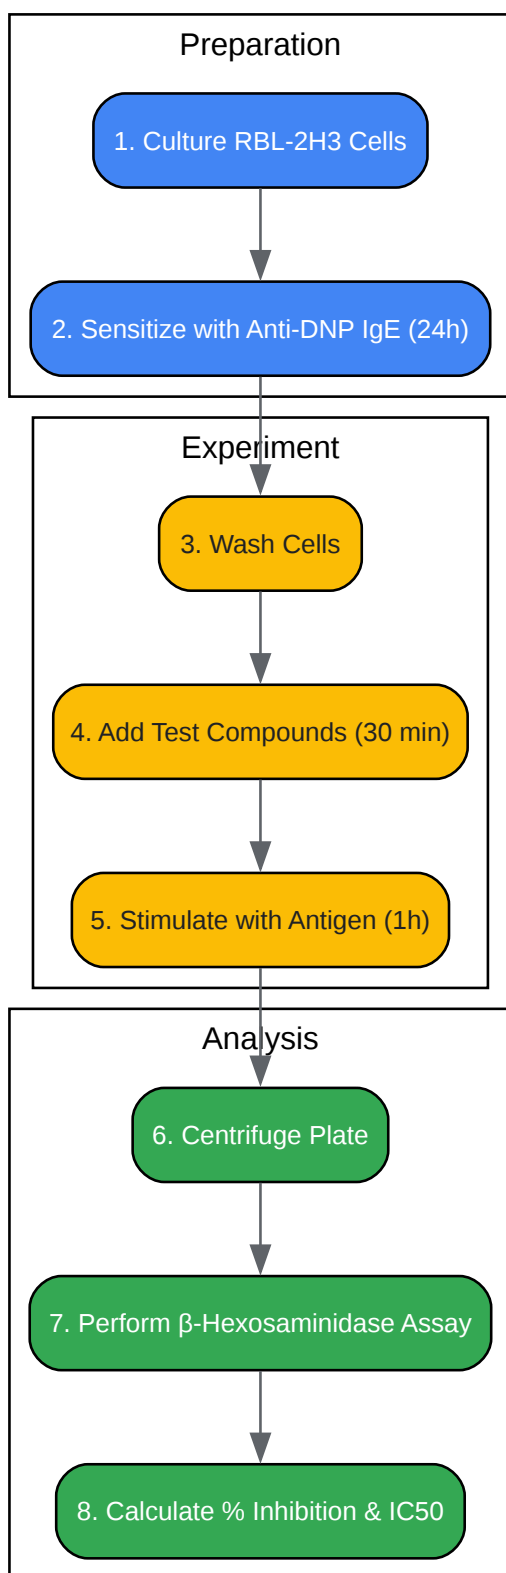 Preparation
1. Culture RBL-2H3 Cells
2. Sensitize with Anti-DNP IgE (24h)
Experiment
3. Wash Cells
4. Add Test Compounds (30 min)
5. Stimulate with Antigen (1h)
Analysis
6. Centrifuge Plate
7. Perform β-Hexosaminidase Assay
8. Calculate % Inhibition & IC50